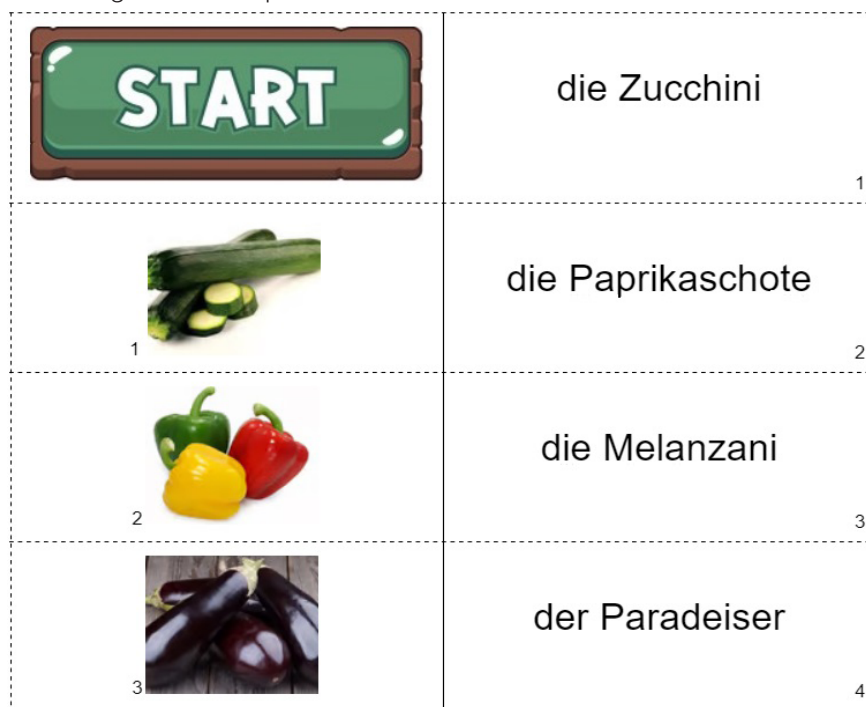 START
die Zucchini
1
1
die Paprikaschote
2
2
die Melanzani
3
3
der Paradeiser
4